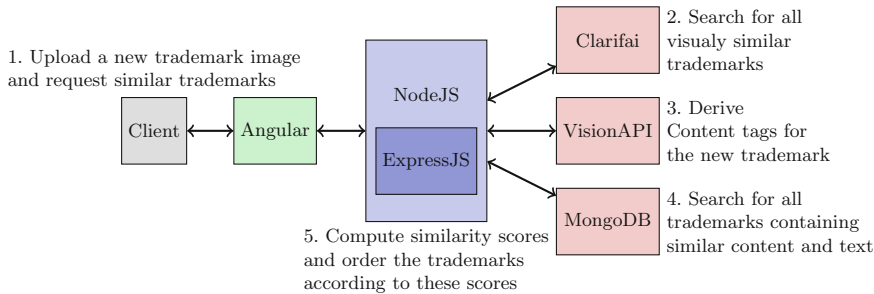 1. Upload a new trademark image
and request similar trademarks
Client
Angular
NodeJS
ExpressJS
Clarifai
2. Search for all
visualy similar
trademarks
VisionAPI
3. Derive
Content tags for
the new trademark
MongoDB
4. Search for all
trademarks containing
similar content and text
5. Compute similarity scores
and order the trademarks
according to these scores